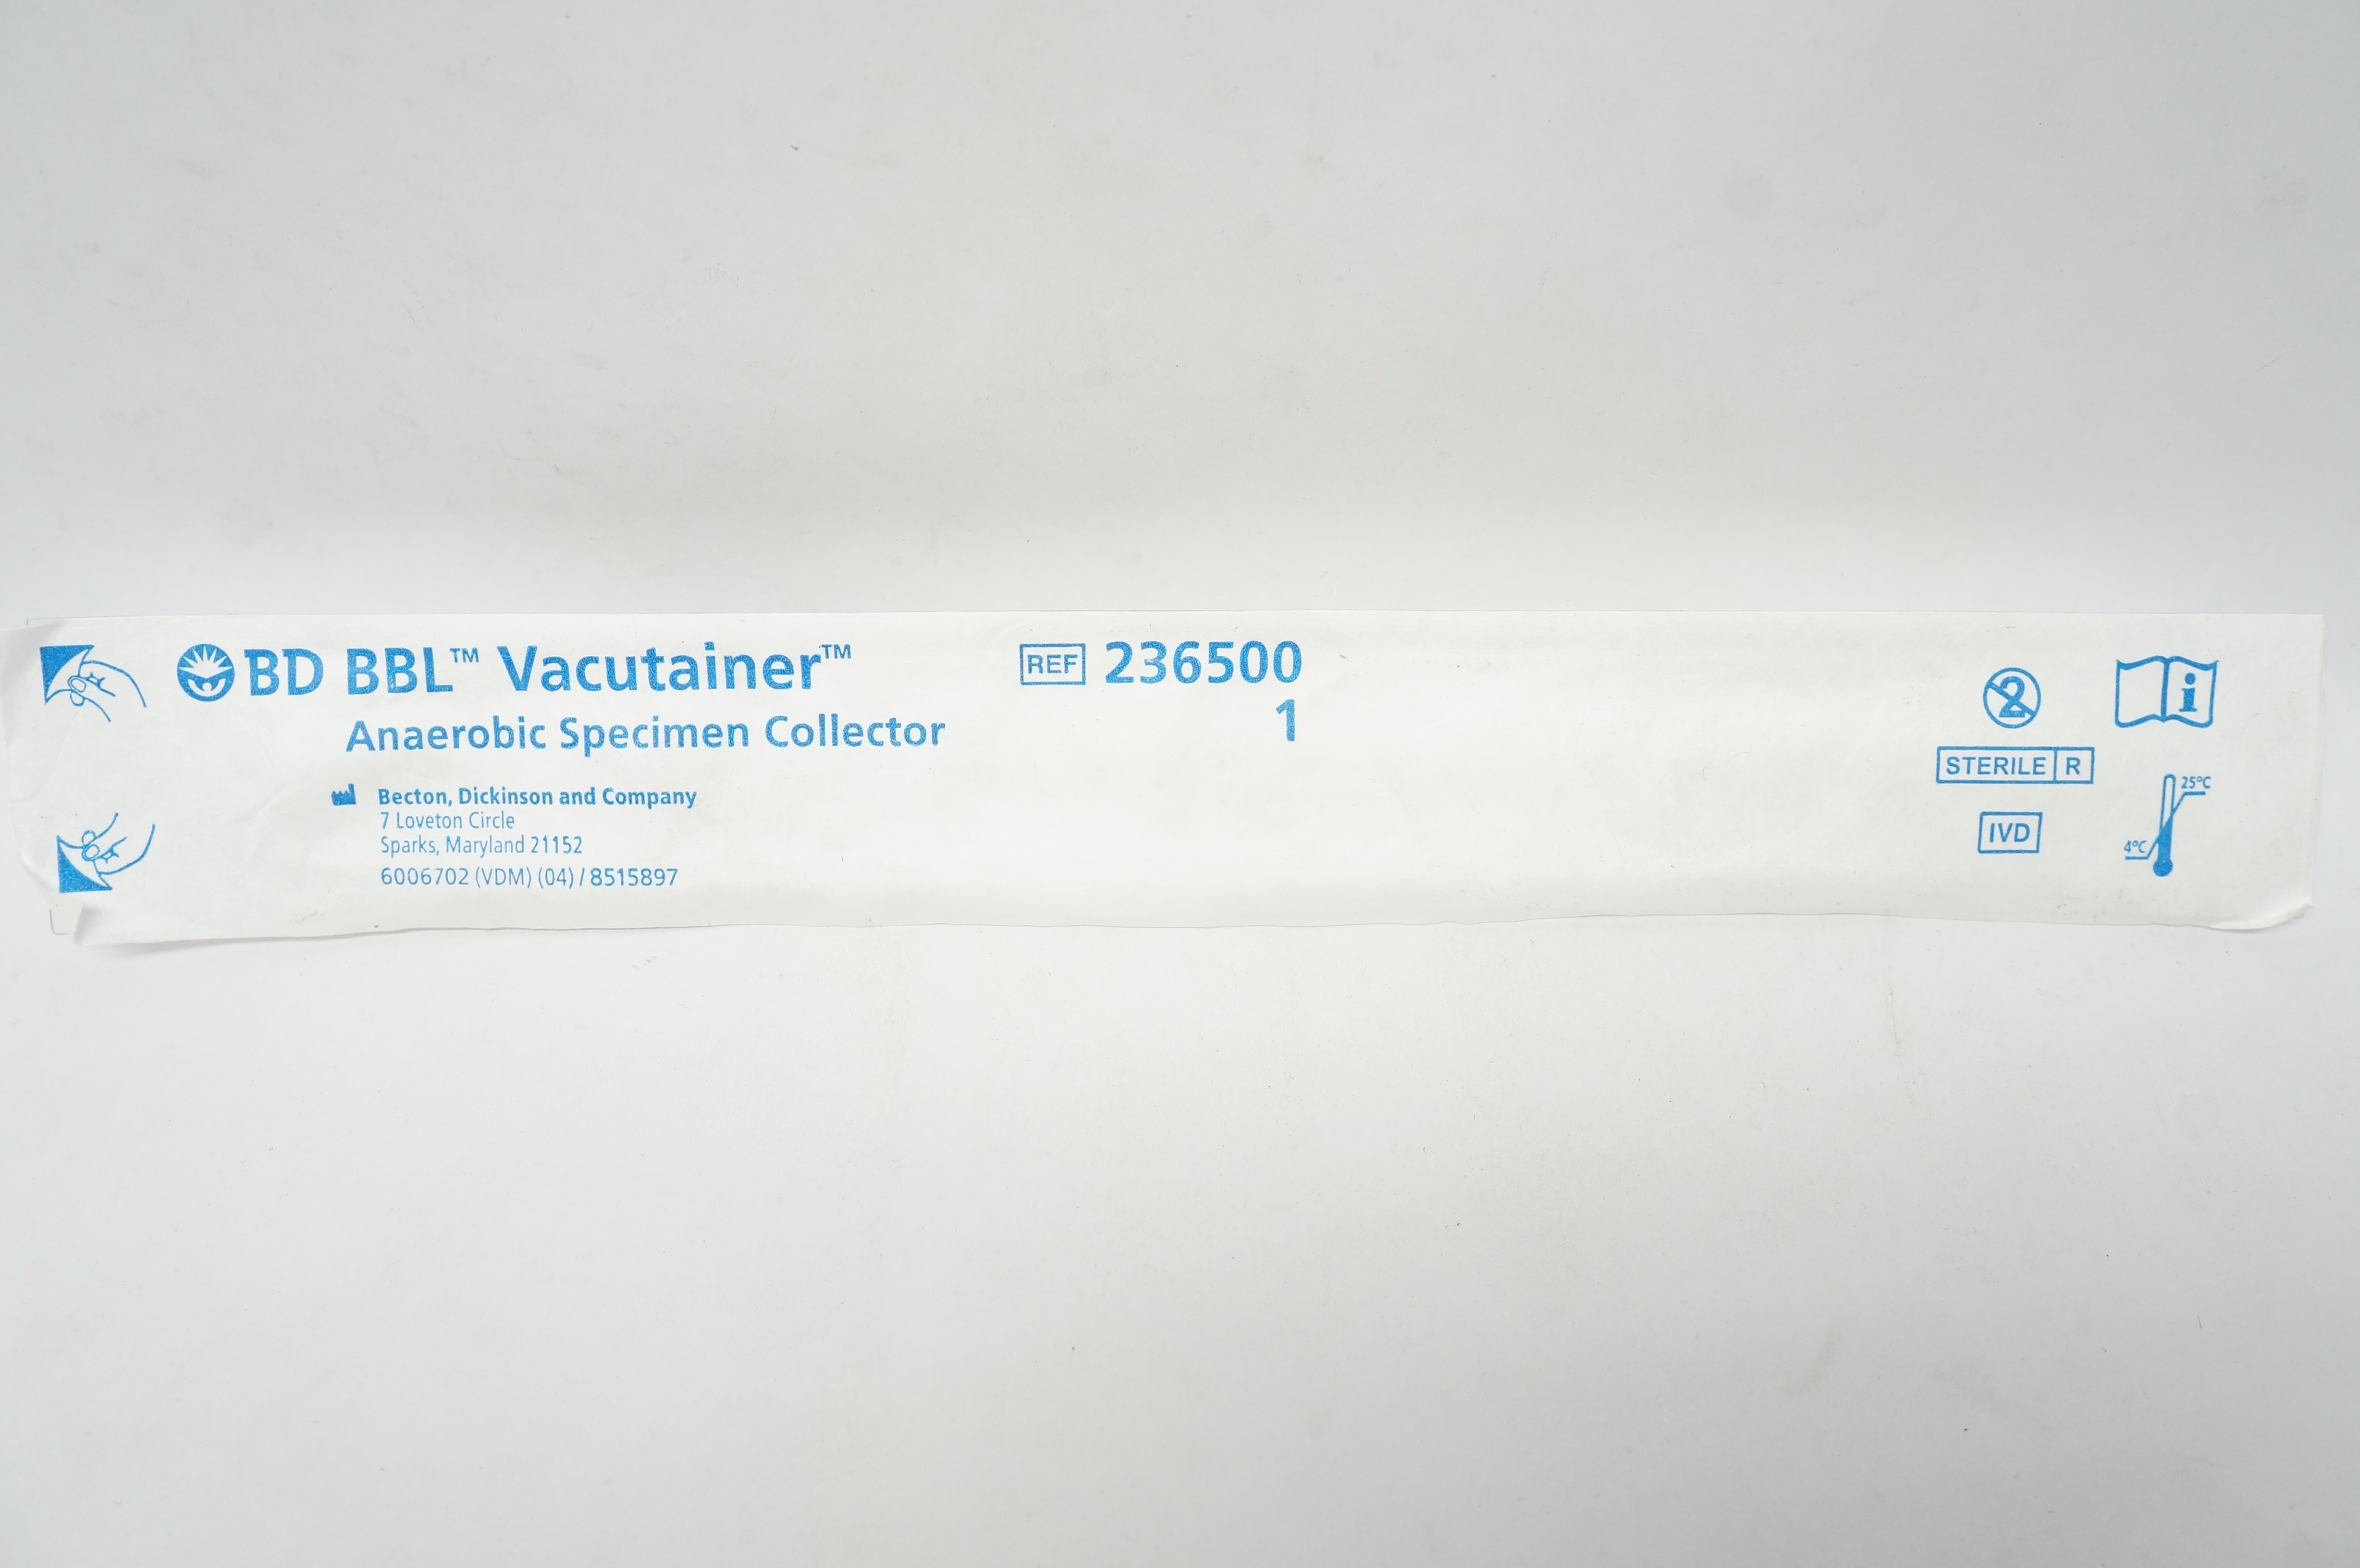 BD BBL™ Vacutainer™
Anaerobic Specimen Collector
REF 236500
1
Becton, Dickinson and Company
7 Loveton Circle
Sparks, Maryland 21152
6006702 (VDM) (04) / 8515897
2
i
STERILE R
IVD
25°C
4°C